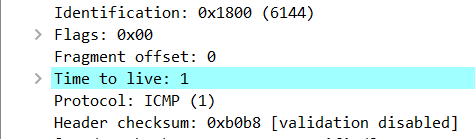 Identification: 0x1800 (6144)
Flags: 0x00
Fragment offset: 0
Time to live: 1
Protocol: ICMP (1)
Header checksum: 0xb0b8 [validation disabled]